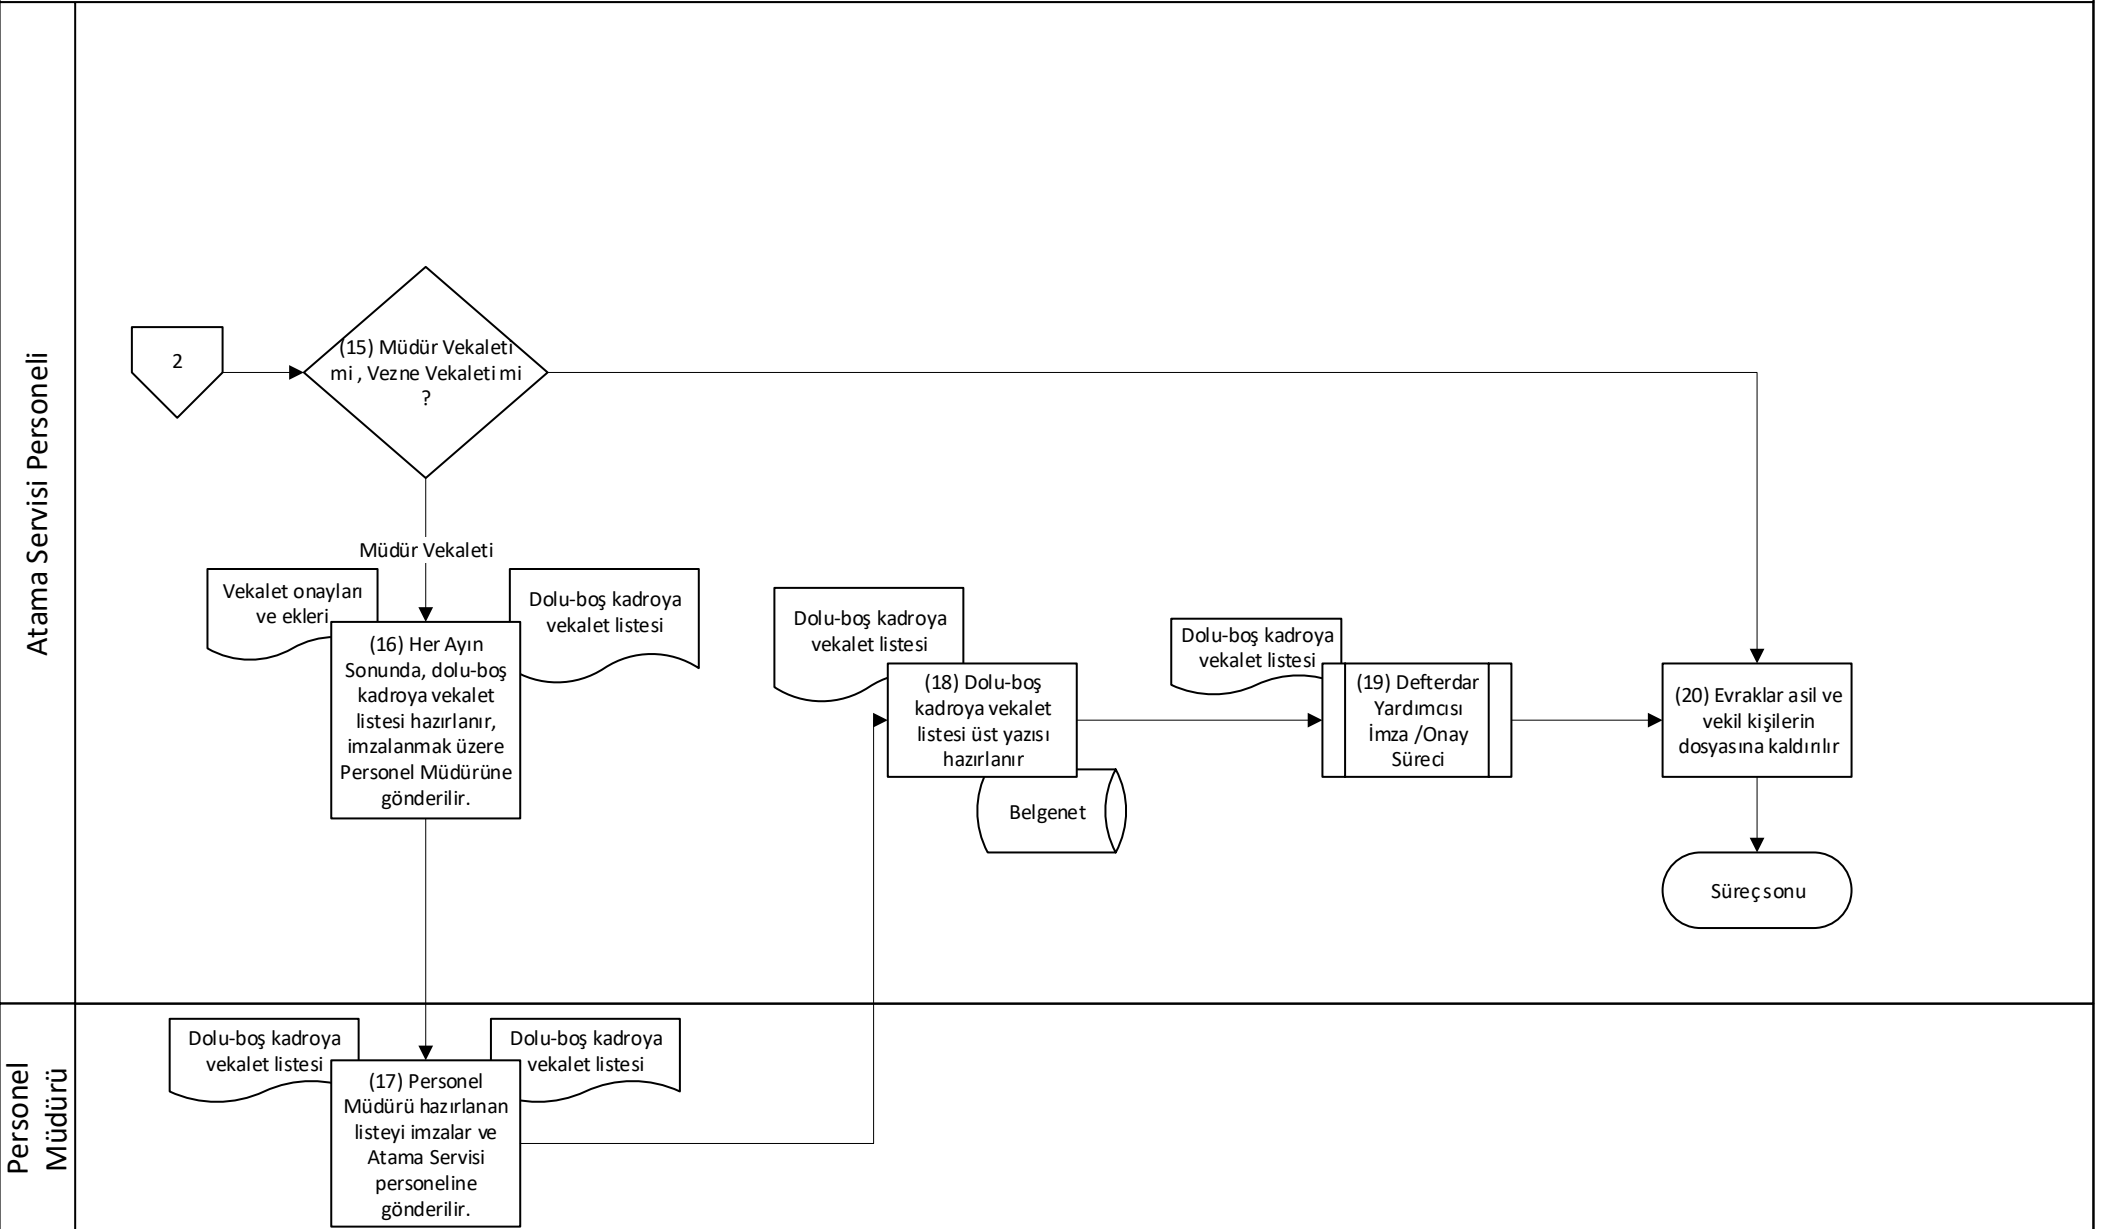 Atama Servisi Personeli
2
(15) Müdür Vekaleti
mi , Vezne Vekaleti mi
?
Müdür Vekaleti
Vekalet onayları
ve ekleri
Dolu-boş kadroya
vekalet listesi
(16) Her Ayın
Sonunda, dolu-boş
kadroya vekalet
listesi hazırlanır,
imzalanmak üzere
Personel Müdürüne
gönderilir.
Dolu-boş kadroya
vekalet listesi
(18) Dolu-boş
kadroya vekalet
listesi üst yazısı
hazırlanır
Belgenet
Dolu-boş kadroya
vekalet listesi
(19) Defterdar
Yardımcısı
İmza /Onay
Süreci
(20) Evraklar asil ve
vekil kişilerin
dosyasına kaldırılır
Süreç sonu
Personel
Müdürü
Dolu-boş kadroya
vekalet listesi
Dolu-boş kadroya
vekalet listesi
(17) Personel
Müdürü hazırlanan
listeyi imzalar ve
Atama Servisi
personeline
gönderilir.